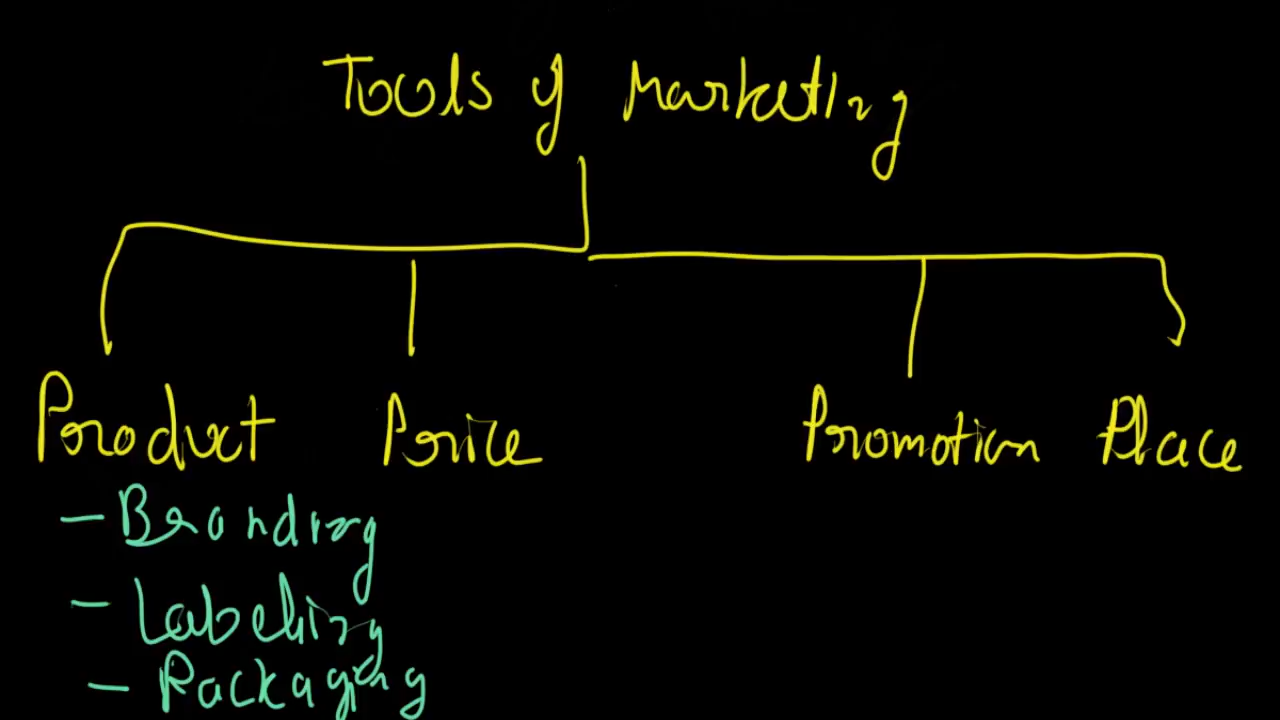 Tools of Marketing
Product Price Promotion Place
- Branding
- Labeling
- Packaging